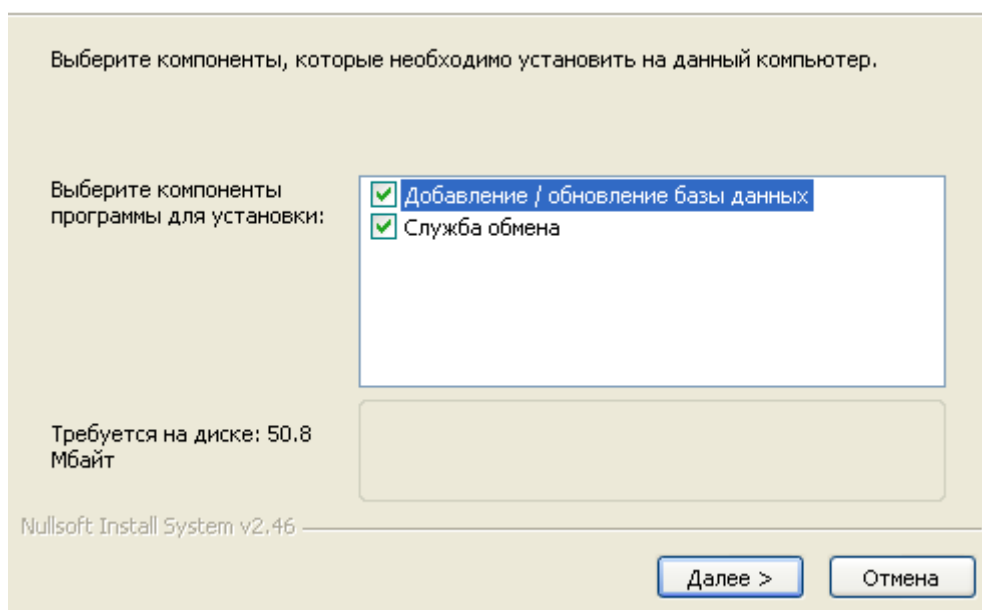 Выберите компоненты, которые необходимо установить на данный компьютер.
Выберите компоненты
программы для установки:
Добавление / обновление базы данных
Служба обмена
Требуется на диске: 50.8
Мбайт
Nullsoft Install System v2.46
Далее >
Отмена